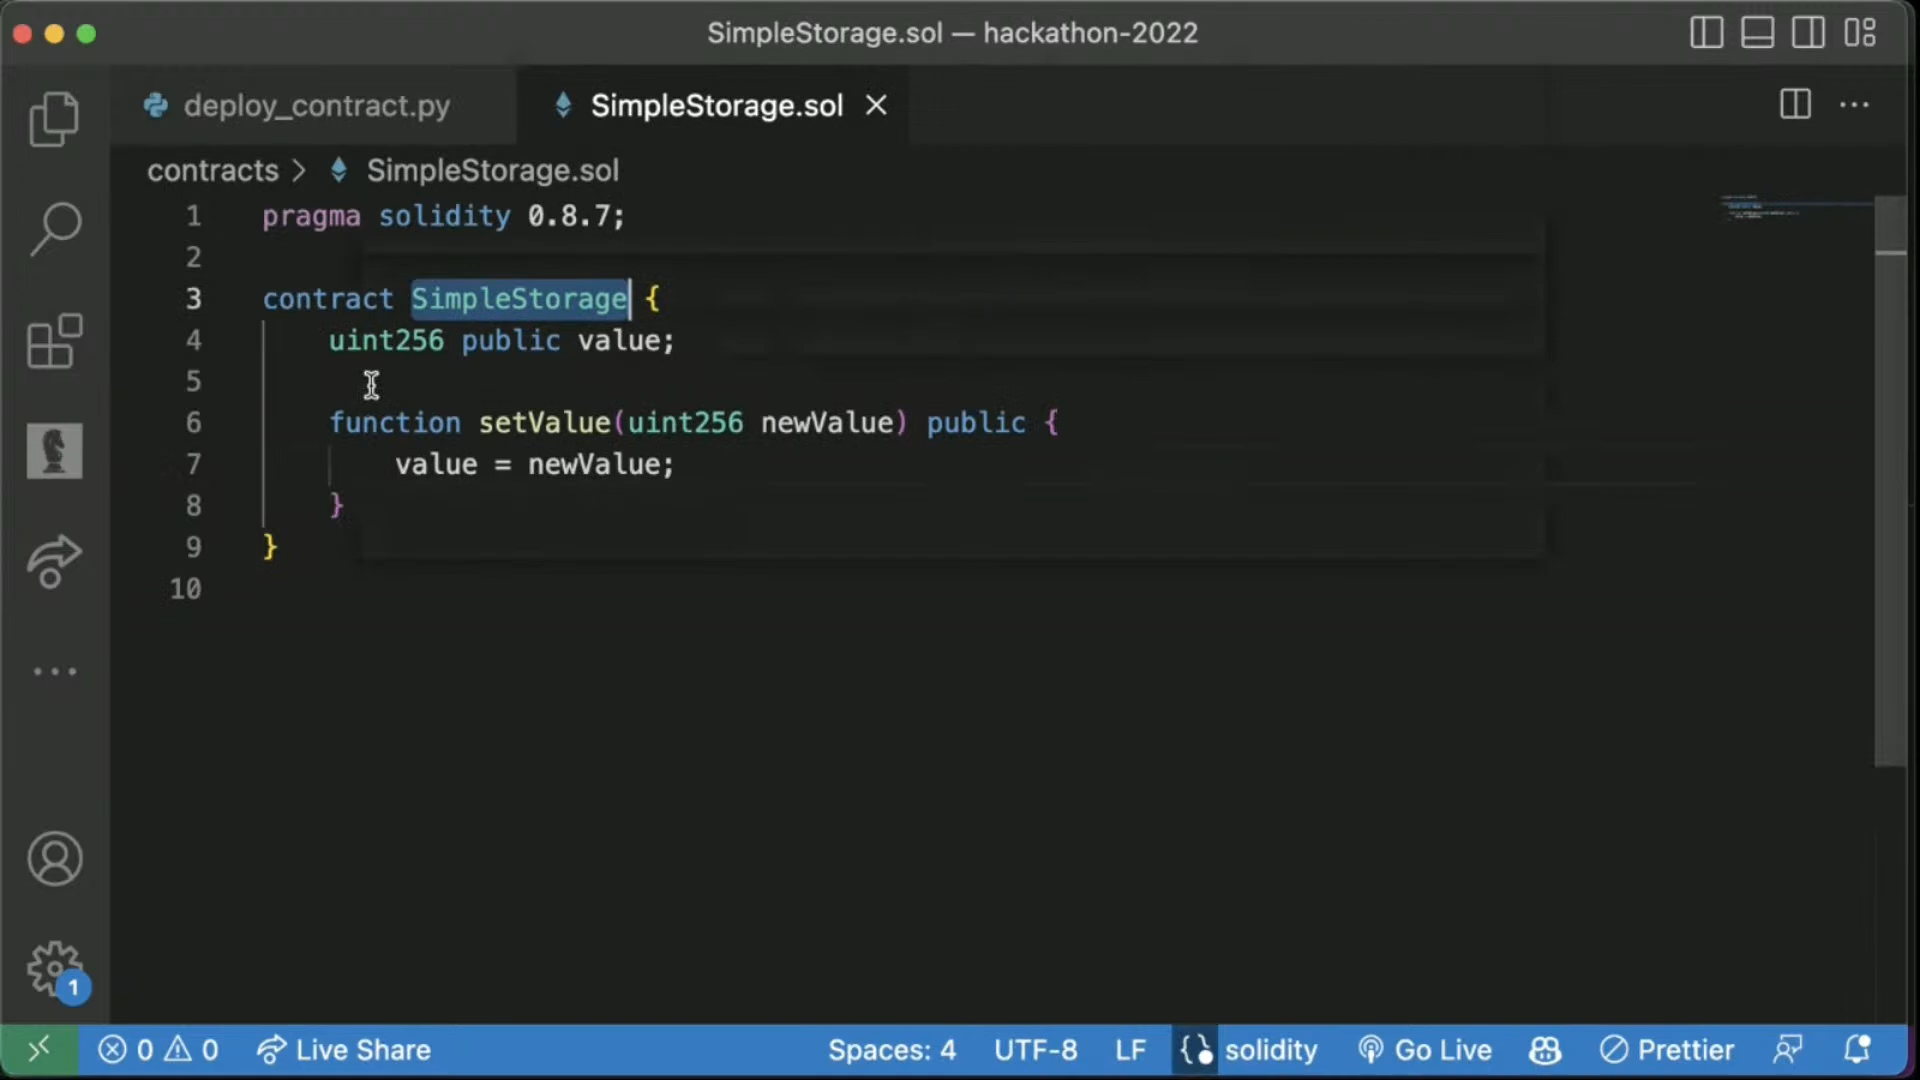 SimpleStorage.sol — hackathon-2022
deploy_contract.py
SimpleStorage.sol
contracts > SimpleStorage.sol
1 pragma solidity 0.8.7;
2
3 contract SimpleStorage {
4 uint256 public value;
5
6 function setValue(uint256 newValue) public {
7 value = newValue;
8 }
9 }
10
1
0 0 Live Share Spaces: 4 UTF-8 LF {} solidity Go Live Prettier